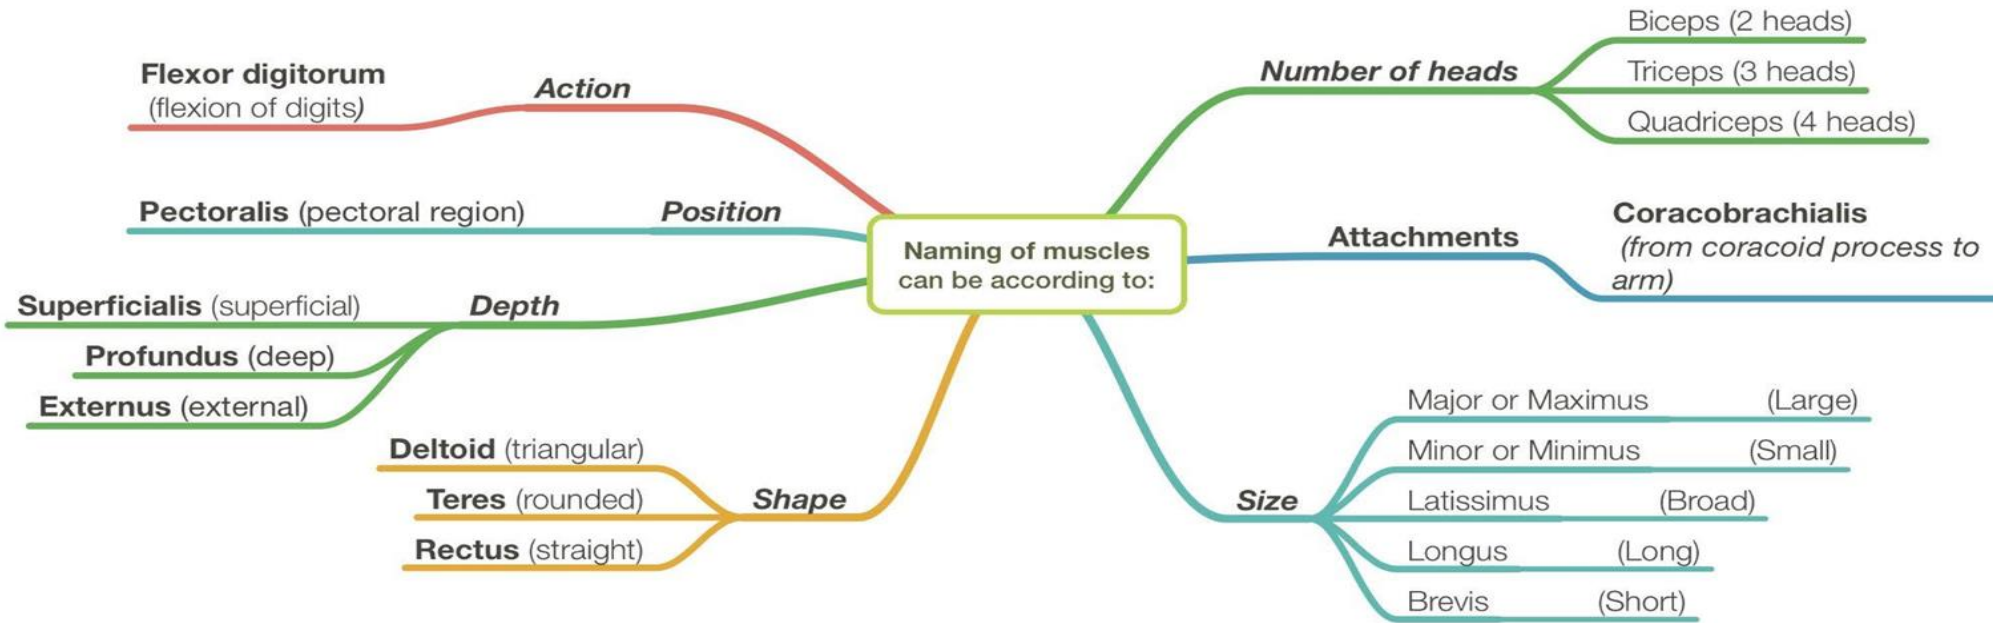 Naming of muscles
can be according to:
Action
Flexor digitorum
(flexion of digits)
Position
Pectoralis (pectoral region)
Depth
Superficialis (superficial)
Profundus (deep)
Externus (external)
Shape
Deltoid (triangular)
Teres (rounded)
Rectus (straight)
Number of heads
Biceps (2 heads)
Triceps (3 heads)
Quadriceps (4 heads)
Attachments
Coracobrachialis
(from coracoid process to
arm)
Size
Major or Maximus (Large)
Minor or Minimus (Small)
Latissimus (Broad)
Longus (Long)
Brevis (Short)